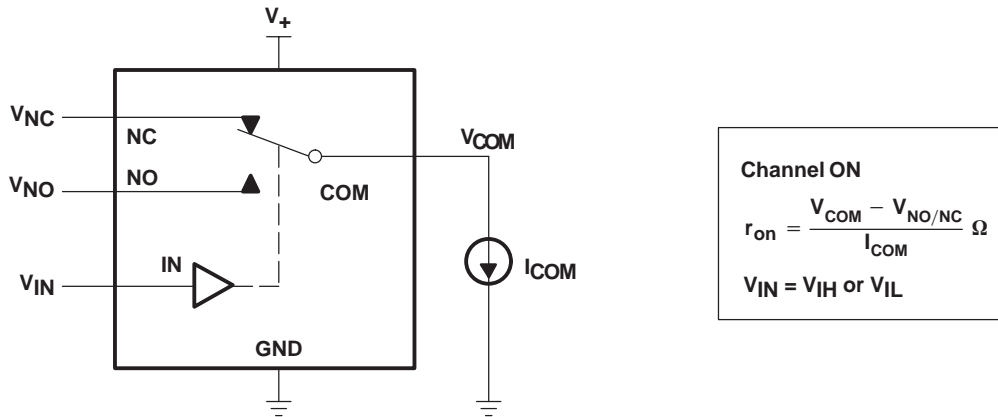 V+
VNC
NC
VCOM
VNO
NO
COM
VIN
IN
ICOM
GND
Channel ON
ron = VCOM − VNO/NC / ICOM Ω
VIN = VIH or VIL